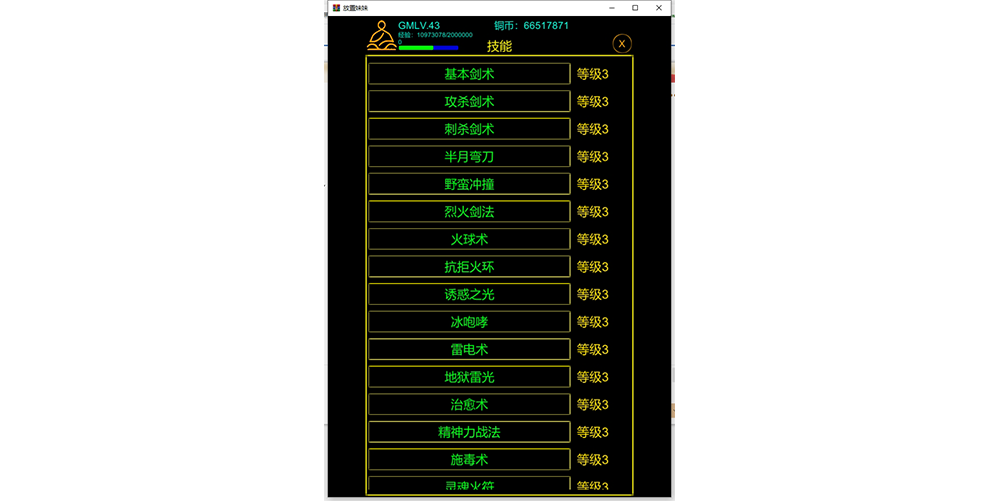 放置妹妹
GMLV.43
铜币：66517871
经验：10973078/2000000
0
技能
X
基本剑术 等级3
攻杀剑术 等级3
刺杀剑术 等级3
半月弯刀 等级3
野蛮冲撞 等级3
烈火剑法 等级3
火球术 等级3
抗拒火环 等级3
诱惑之光 等级3
冰咆哮 等级3
雷电术 等级3
地狱雷光 等级3
治愈术 等级3
精神力战法 等级3
施毒术 等级3
灵魂火符 等级3